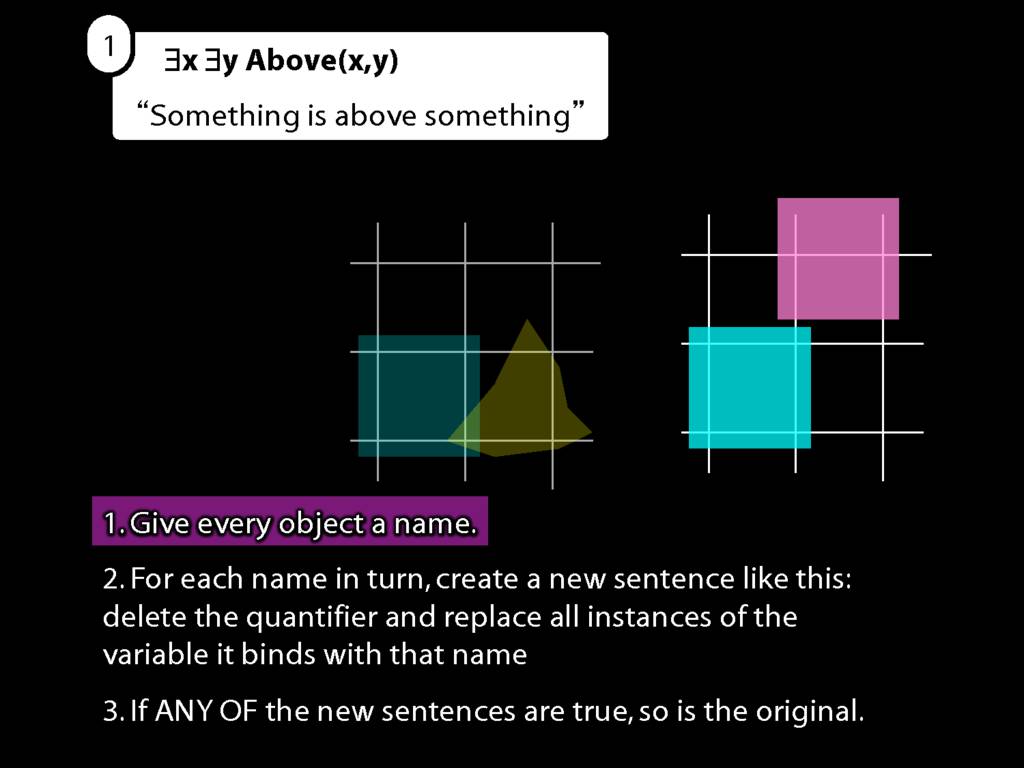 1
∃x ∃y Above(x,y)
“Something is above something”
1. Give every object a name.
2. For each name in turn, create a new sentence like this:
delete the quantifier and replace all instances of the
variable it binds with that name
3. If ANY OF the new sentences are true, so is the original.